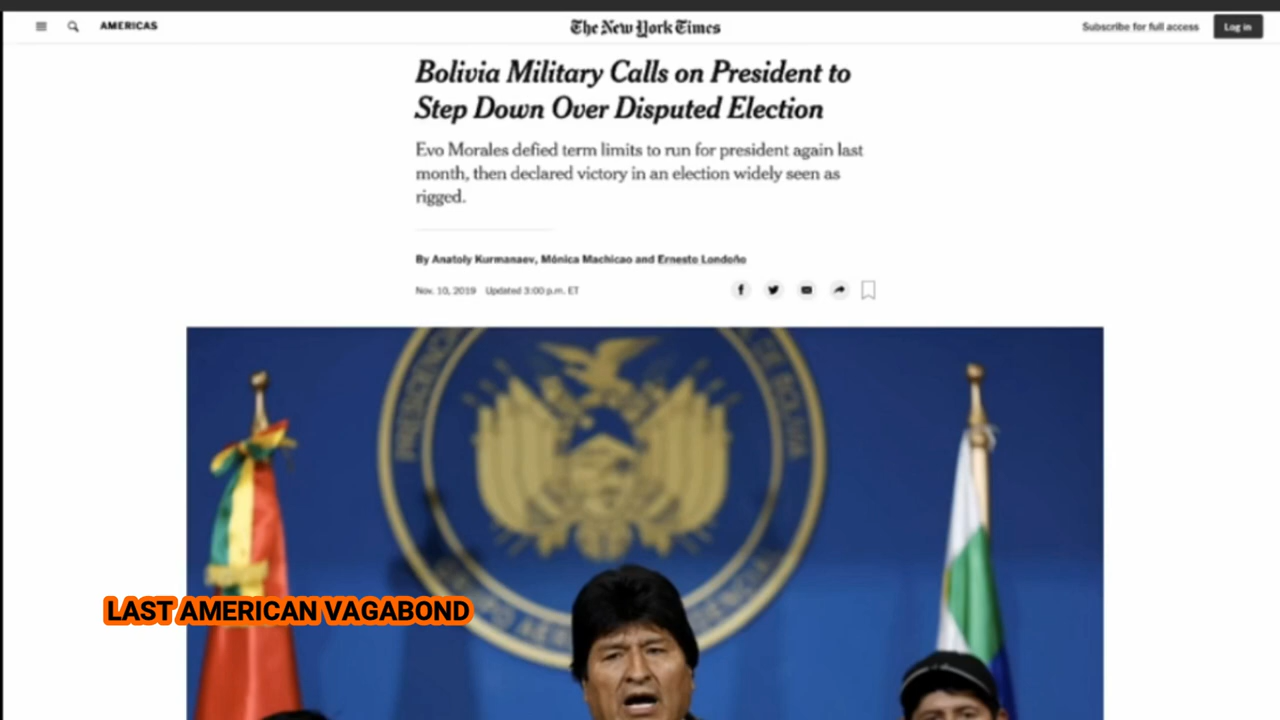 AMERICAS
The New York Times
Subscribe for full access
Log in
Bolivia Military Calls on President to
Step Down Over Disputed Election
Evo Morales defied term limits to run for president again last
month, then declared victory in an election widely seen as
rigged.
By Anatoly Kurmanaev, Mónica Machicao and Ernesto Londoño
Nov. 10, 2019 Updated 3:00 p.m. ET
LAST AMERICAN VAGABOND